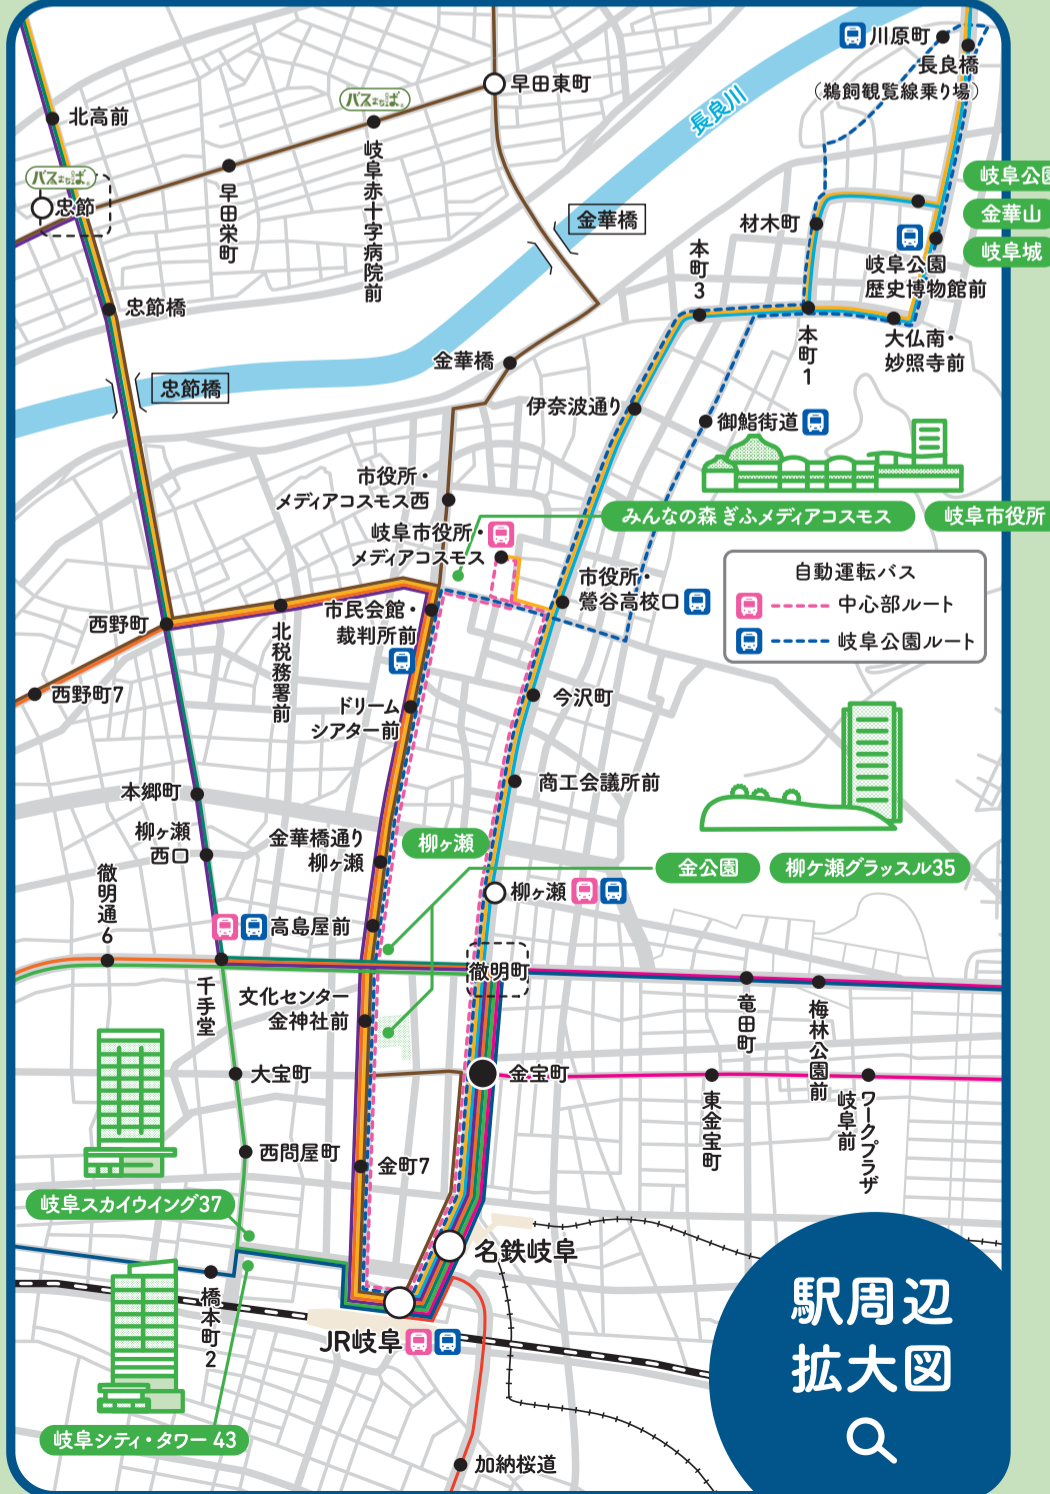 川原町
長良橋
（鵜飼観覧線乗り場）
長良川
早田東町
バスまちば。
北高前
岐阜赤十字病院前
バスまちば。
忠節
早田栄町
金華橋
岐阜公園
金華山
岐阜城
材木町
岐阜公園
歴史博物館前
本町3
忠節橋
本町1
大仏南・
妙照寺前
金華橋
忠節橋
伊奈波通り
御鮨街道
市役所・
メディアコスモス西
みんなの森 ぎふメディアコスモス
岐阜市役所
岐阜市役所・
メディアコスモス
自動運転バス
中心部ルート
岐阜公園ルート
市役所・
鶯谷高校口
市民会館・
裁判所前
西野町
北税務署前
西野町7
ドリーム
シアター前
今沢町
商工会議所前
本郷町
柳ヶ瀬
西口
金華橋通り
柳ヶ瀬
柳ヶ瀬
金公園
柳ケ瀬グラッスル35
徹明通6
柳ヶ瀬
高島屋前
徹明町
千手堂
文化センター
金神社前
竜田町
梅林公園前
大宝町
金宝町
東金宝町
ワークプラザ
岐阜前
西問屋町
金町7
岐阜スカイウイング37
名鉄岐阜
橋本町2
JR岐阜
駅周辺
拡大図
岐阜シティ・タワー 43
加納桜道